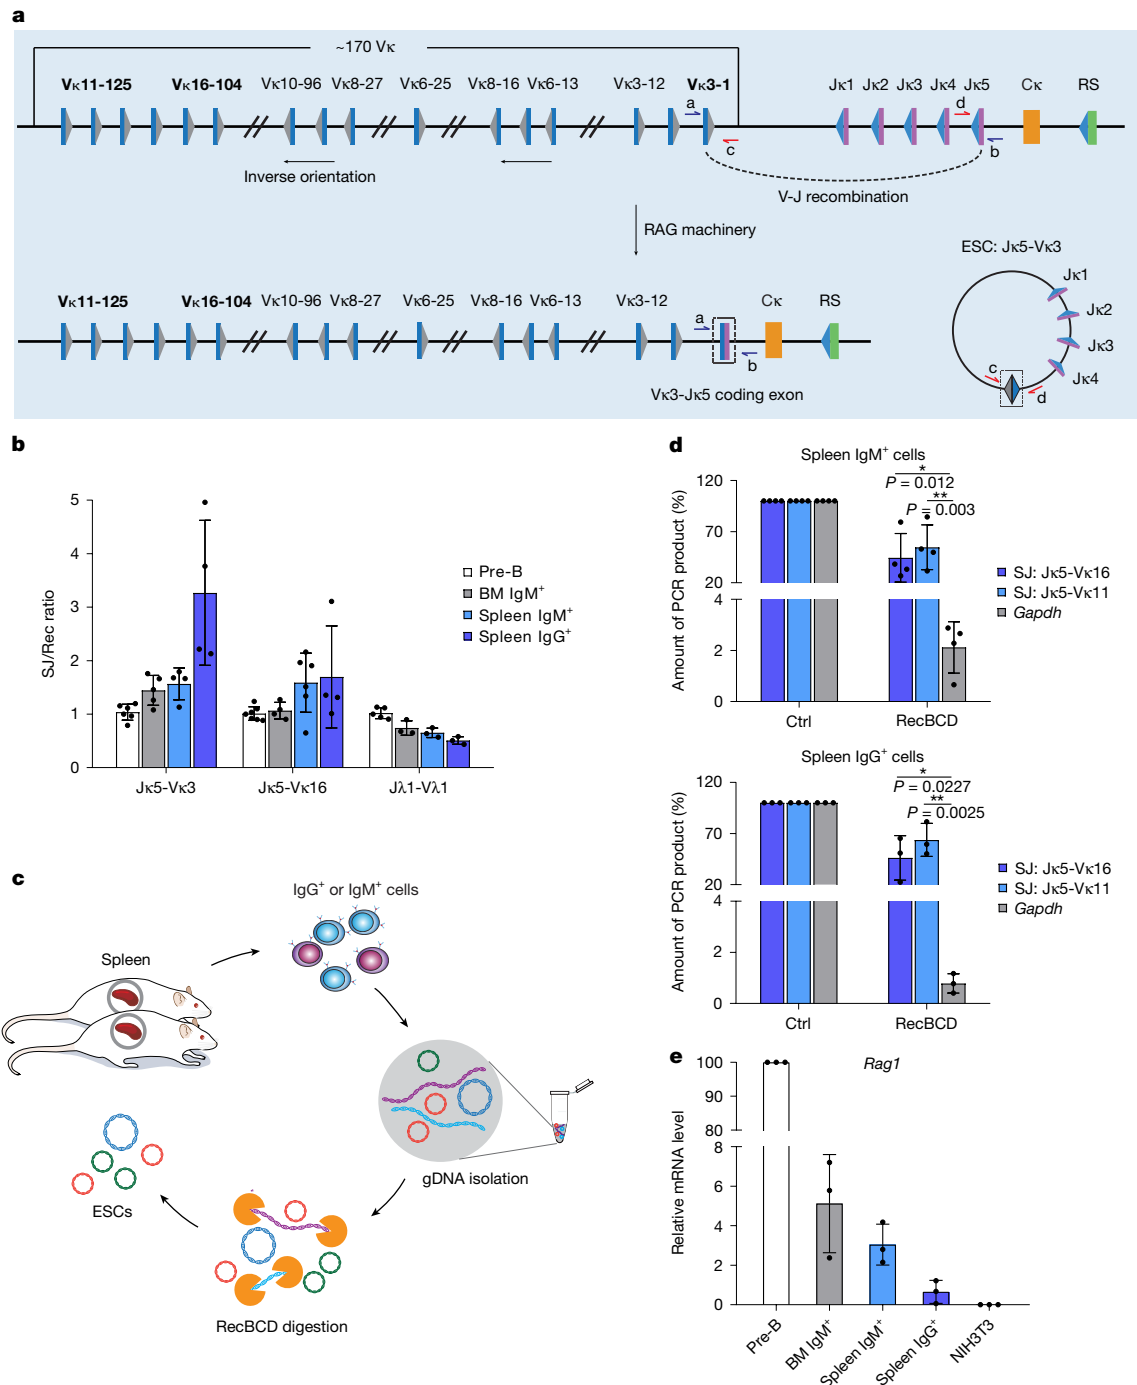 a
~170 Vκ
Vκ11-125 Vκ16-104 Vκ10-96 Vκ8-27 Vκ6-25 Vκ8-16 Vκ6-13 Vκ3-12 Vκ3-1 Jκ1 Jκ2 Jκ3 Jκ4 Jκ5 Cκ RS
a d
c b
Inverse orientation
V-J recombination
RAG machinery
ESC: Jκ5-Vκ3
Vκ11-125 Vκ16-104 Vκ10-96 Vκ8-27 Vκ6-25 Vκ8-16 Vκ6-13 Vκ3-12 Cκ RS
a
b
Vκ3-Jκ5 coding exon
Jκ1
Jκ2
Jκ3
Jκ4
c
d
b
SJ/Rec ratio
5
4
3
2
1
0
Pre-B
BM IgM+
Spleen IgM+
Spleen IgG+
Jκ5-Vκ3 Jκ5-Vκ16 Jλ1-Vλ1
c
Spleen
IgG+ or IgM+ cells
gDNA isolation
RecBCD digestion
ESCs
d
Spleen IgM+ cells
Amount of PCR product (%)
120
70
20
4
2
0
*
P = 0.012
**
P = 0.003
SJ: Jκ5-Vκ16
SJ: Jκ5-Vκ11
Gapdh
Ctrl RecBCD
Spleen IgG+ cells
Amount of PCR product (%)
120
70
20
4
2
0
*
P = 0.0227
**
P = 0.0025
SJ: Jκ5-Vκ16
SJ: Jκ5-Vκ11
Gapdh
Ctrl RecBCD
e
Rag1
Relative mRNA level
100
90
80
8
6
4
2
0
Pre-B
BM IgM+
Spleen IgM+
Spleen IgG+
NIH3T3